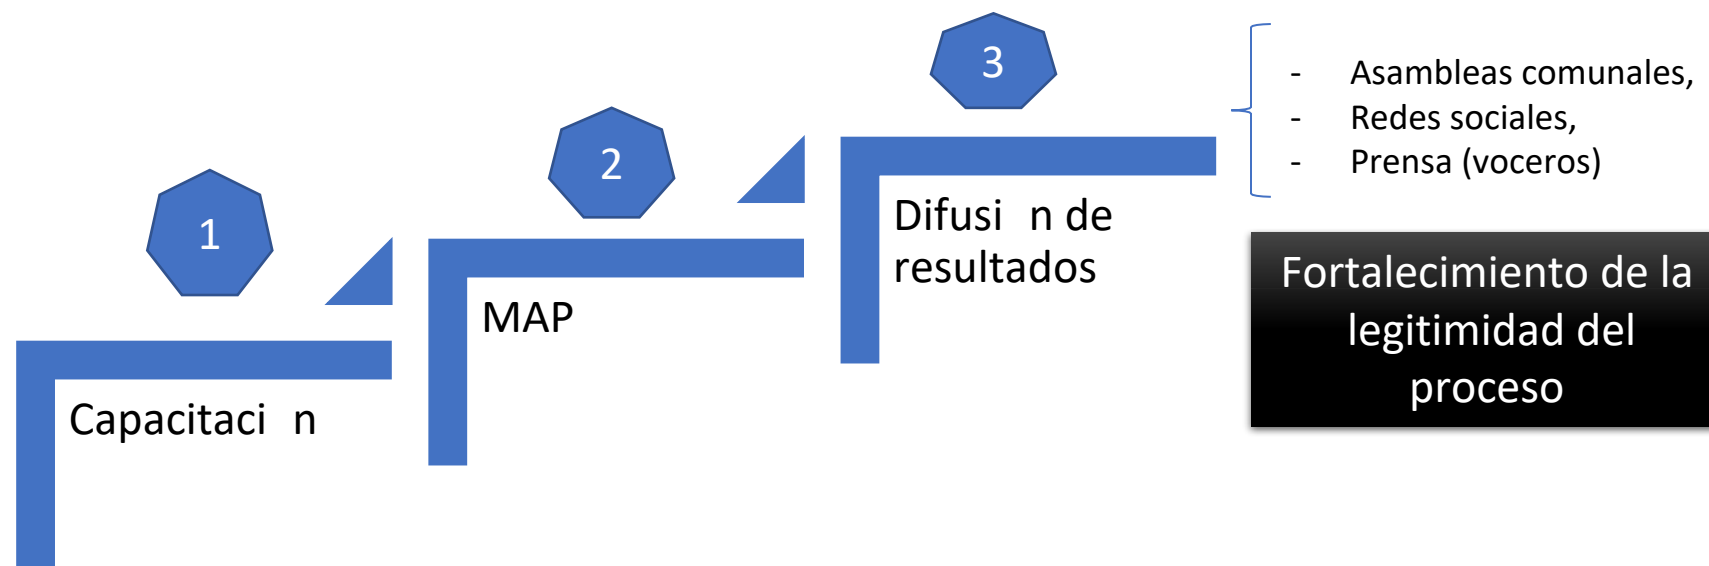 1
Capacitaci n
2
MAP
3
Difusi n de
resultados
- Asambleas comunales,
- Redes sociales,
- Prensa (voceros)
Fortalecimiento de la
legitimidad del
proceso